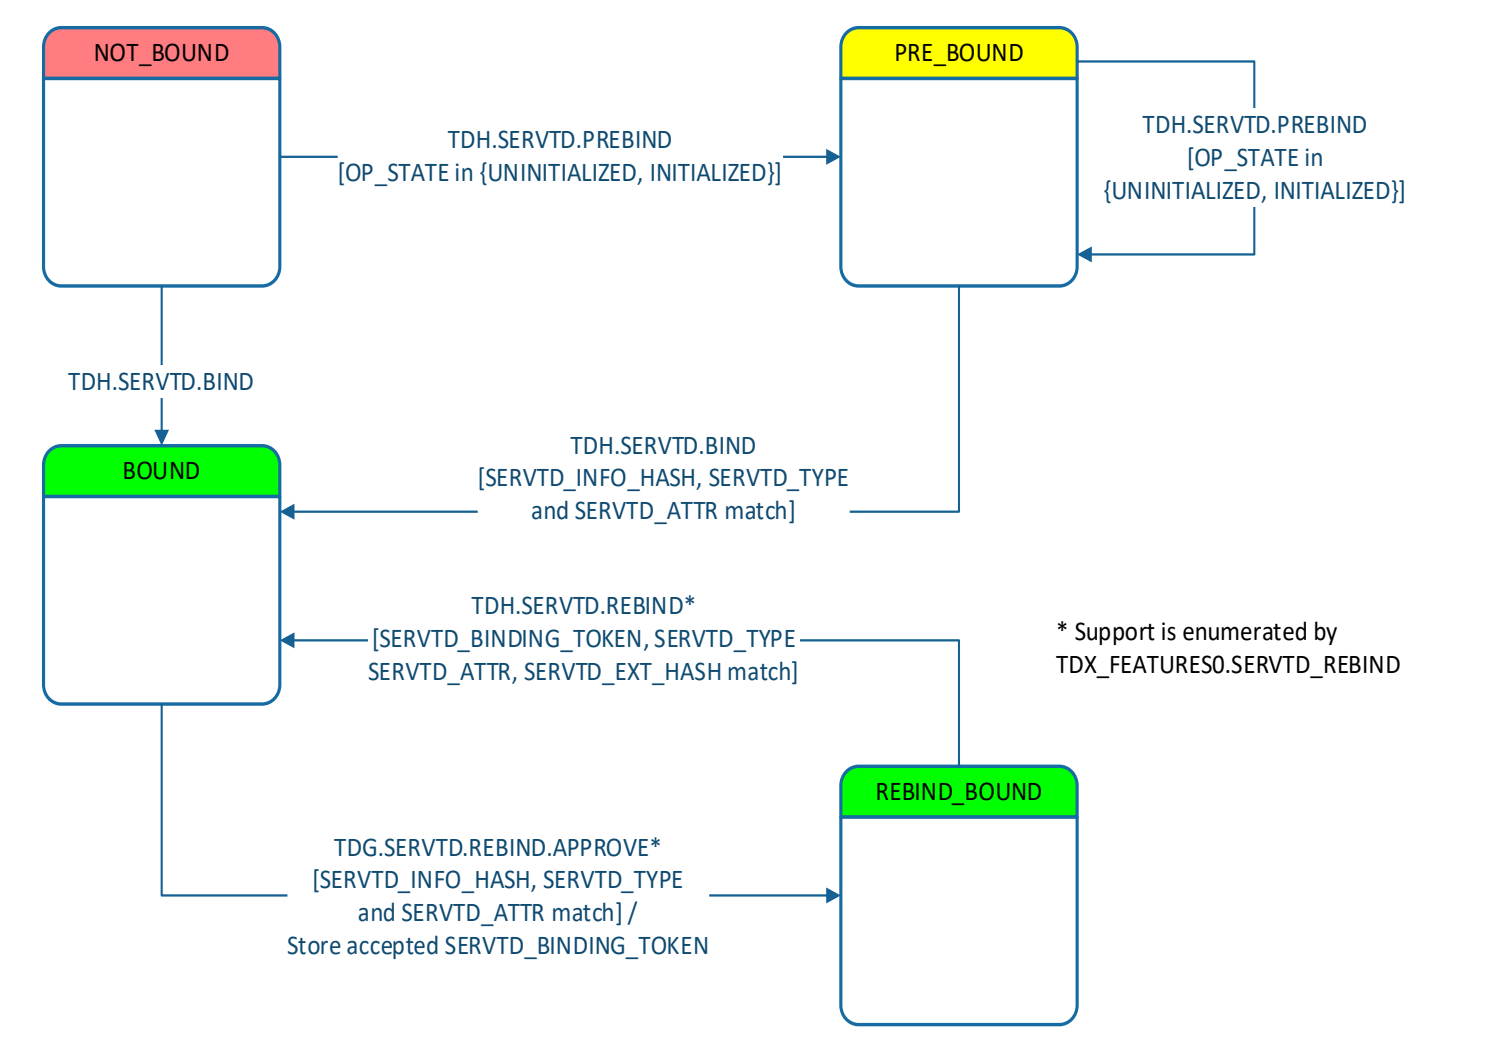 NOT_BOUND
PRE_BOUND
TDH.SERVTD.PREBIND
[OP_STATE in {UNINITIALIZED, INITIALIZED}]
TDH.SERVTD.PREBIND
[OP_STATE in
{UNINITIALIZED, INITIALIZED}]
TDH.SERVTD.BIND
BOUND
TDH.SERVTD.BIND
[SERVTD_INFO_HASH, SERVTD_TYPE
and SERVTD_ATTR match]
TDH.SERVTD.REBIND*
[SERVTD_BINDING_TOKEN, SERVTD_TYPE
SERVTD_ATTR, SERVTD_EXT_HASH match]
* Support is enumerated by
TDX_FEATURES0.SERVTD_REBIND
REBIND_BOUND
TDG.SERVTD.REBIND.APPROVE*
[SERVTD_INFO_HASH, SERVTD_TYPE
and SERVTD_ATTR match] /
Store accepted SERVTD_BINDING_TOKEN